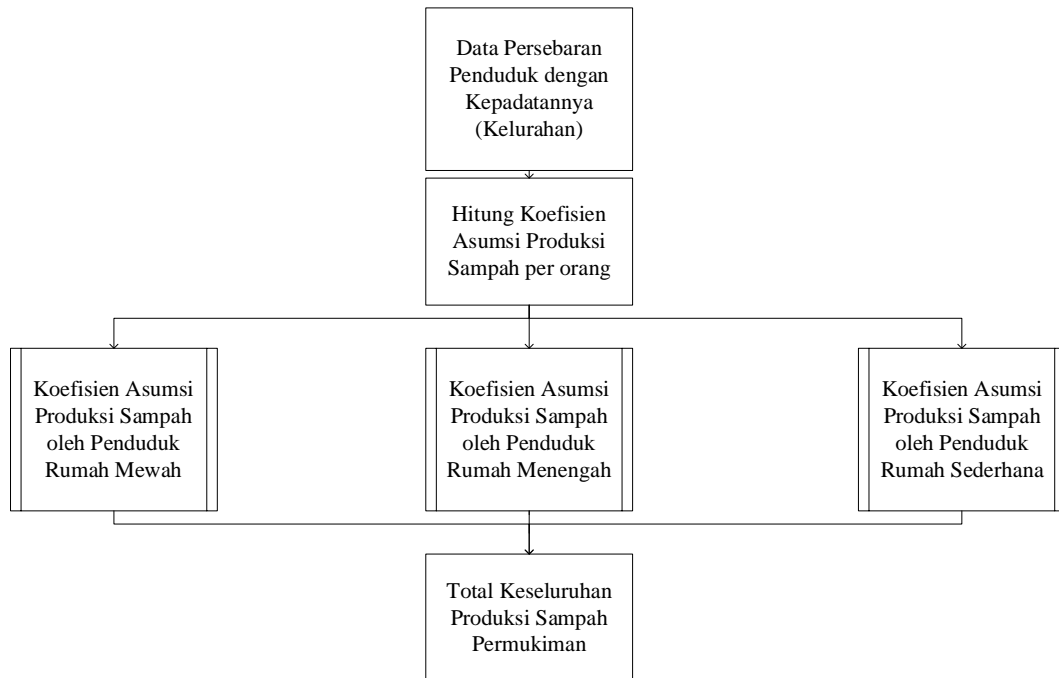 Data Persebaran
Penduduk dengan
Kepadatannya
(Kelurahan)
Hitung Koefisien
Asumsi Produksi
Sampah per orang
Koefisien Asumsi
Produksi Sampah
oleh Penduduk
Rumah Mewah
Koefisien Asumsi
Produksi Sampah
oleh Penduduk
Rumah Menengah
Koefisien Asumsi
Produksi Sampah
oleh Penduduk
Rumah Sederhana
Total Keseluruhan
Produksi Sampah
Permukiman